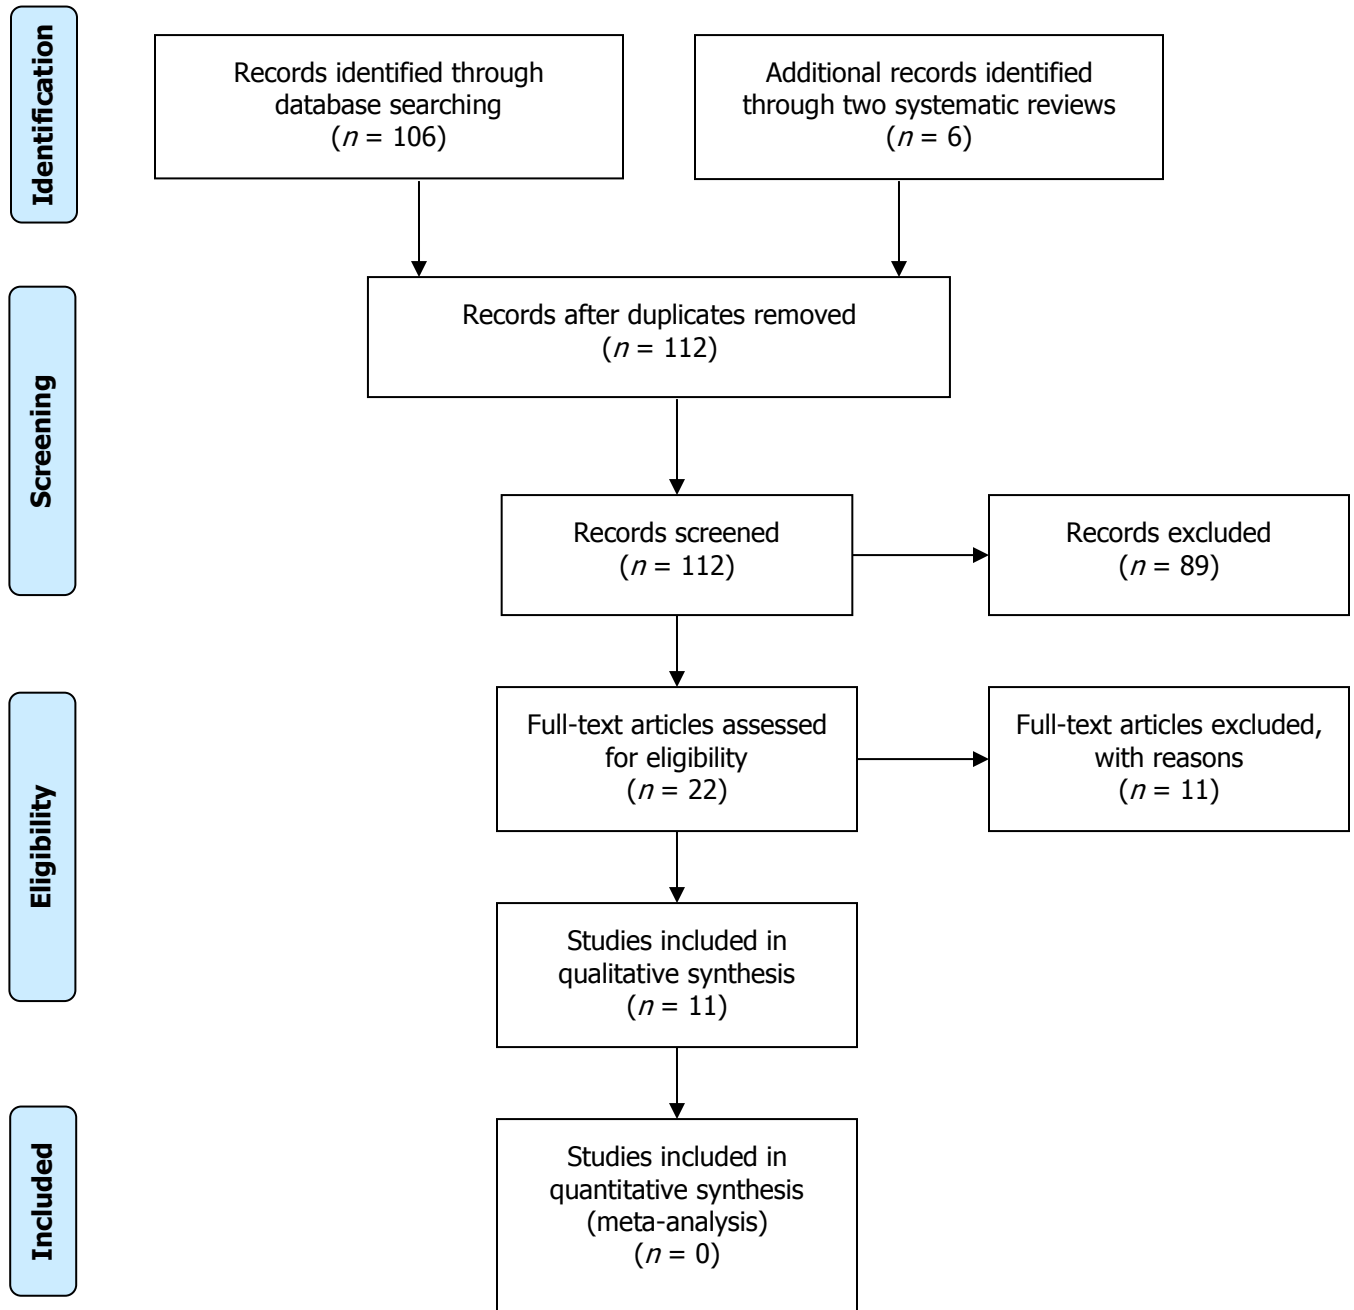 Identification
Records identified through
database searching
(n = 106)
Additional records identified
through two systematic reviews
(n = 6)
Screening
Records after duplicates removed
(n = 112)
Records screened
(n = 112)
Records excluded
(n = 89)
Eligibility
Full-text articles assessed
for eligibility
(n = 22)
Full-text articles excluded,
with reasons
(n = 11)
Studies included in
qualitative synthesis
(n = 11)
Included
Studies included in
quantitative synthesis
(meta-analysis)
(n = 0)